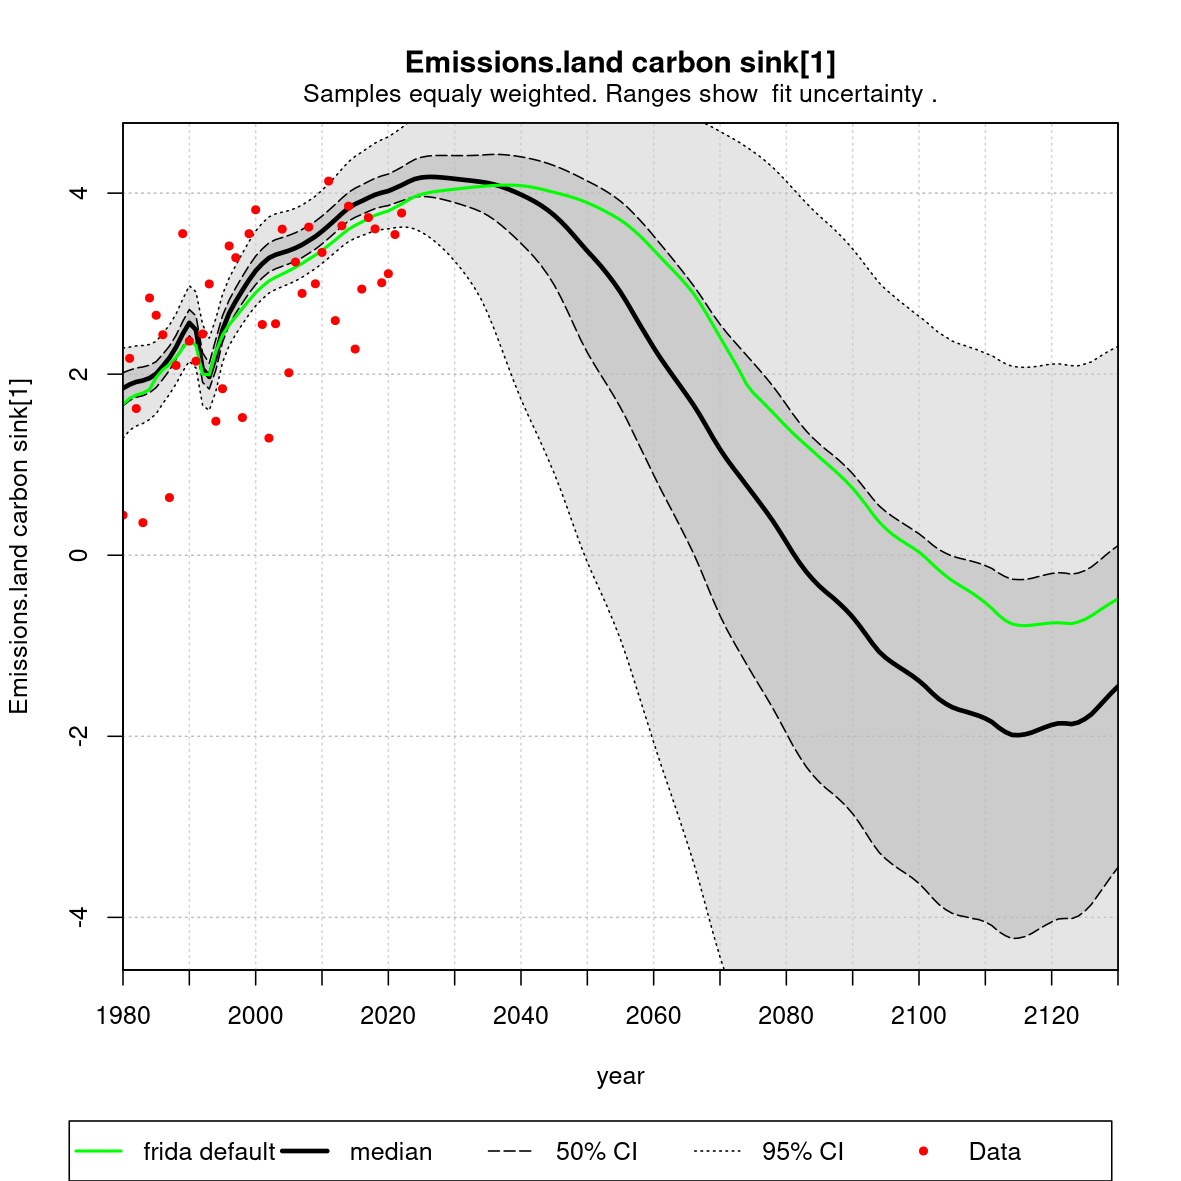 Emissions.land carbon sink[1]
Samples equaly weighted. Ranges show  fit uncertainty .
Emissions.land carbon sink[1]
4
2
0
-2
-4
1980 2000 2020 2040 2060 2080 2100 2120
year
frida default median 50% CI 95% CI Data